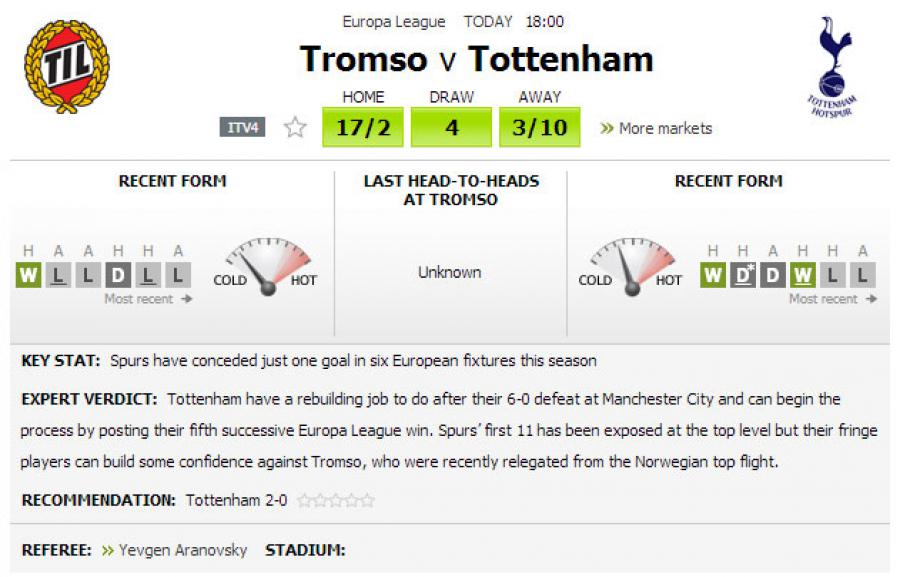 Europa League TODAY 18:00
TIL
Tromso v Tottenham
TOTTENHAM
HOTSPUR
HOME DRAW AWAY
ITV4 17/2 4 3/10 » More markets
RECENT FORM
LAST HEAD-TO-HEADS
AT TROMSO
RECENT FORM
H A A H H A
W L L D L L
Most recent
COLD HOT
Unknown
COLD HOT
H H A H H A
W D* D W L L
Most recent
KEY STAT: Spurs have conceded just one goal in six European fixtures this season
EXPERT VERDICT: Tottenham have a rebuilding job to do after their 6-0 defeat at Manchester City and can begin the
process by posting their fifth successive Europa League win. Spurs’ first 11 has been exposed at the top level but their fringe
players can build some confidence against Tromso, who were recently relegated from the Norwegian top flight.
RECOMMENDATION: Tottenham 2-0
REFEREE: » Yevgen Aranovsky STADIUM: